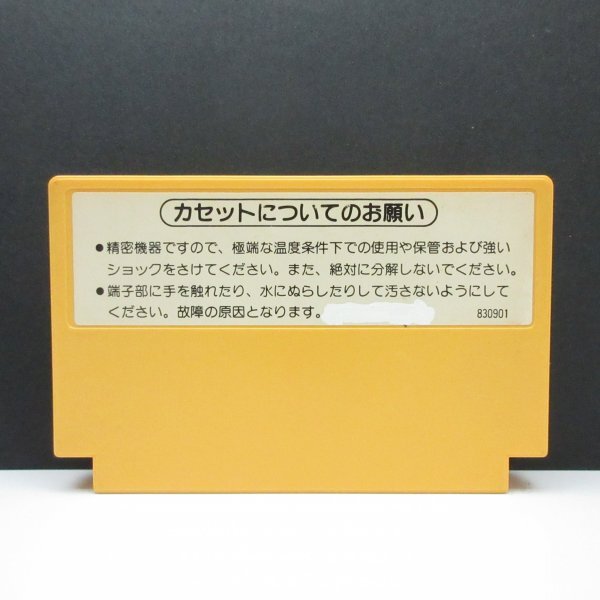 カセットについてのお願い
●精密機器ですので、極端な温度条件下での使用や保管および強い
ショックをさけてください。また、絶対に分解しないでください。
●端子部に手を触れたり、水にぬらしたりして汚さないようにして
ください。故障の原因となります。
830901